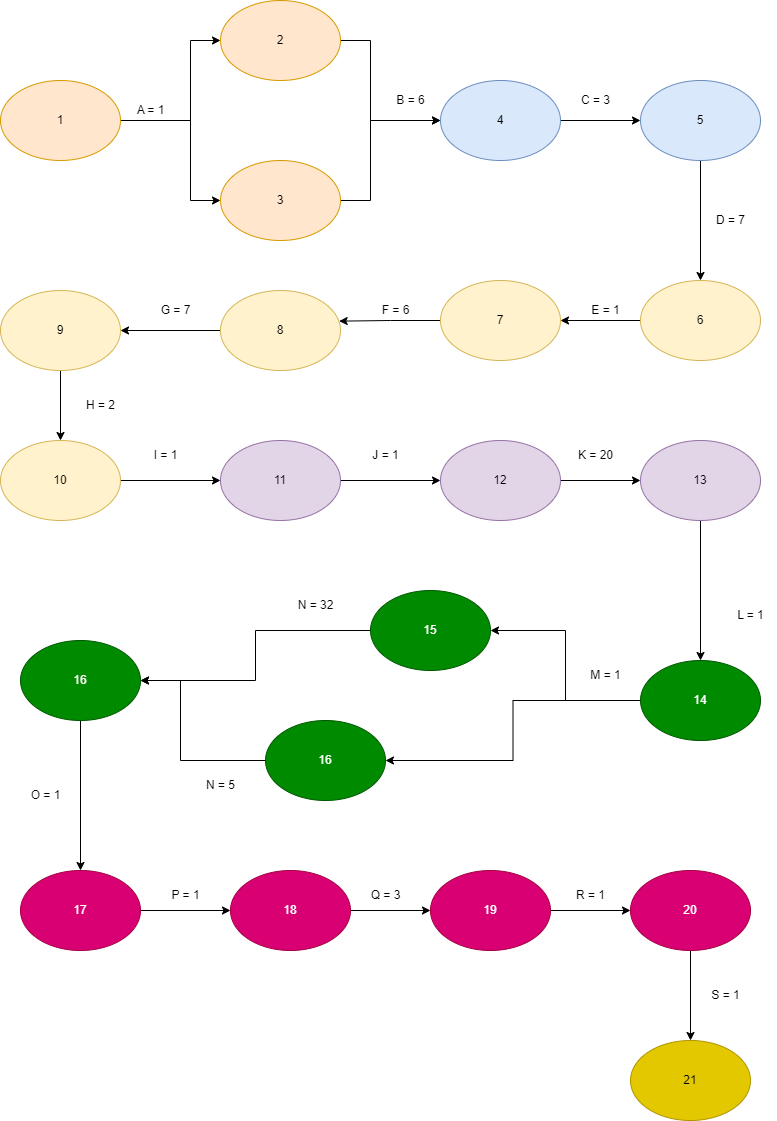 2
1
A = 1
B = 6
4
C = 3
5
3
D = 7
9
G = 7
8
F = 6
7
E = 1
6
H = 2
10
I = 1
11
J = 1
12
K = 20
13
N = 32
15
L = 1
16
M = 1
14
16
N = 5
O = 1
17
P = 1
18
Q = 3
19
R = 1
20
S = 1
21